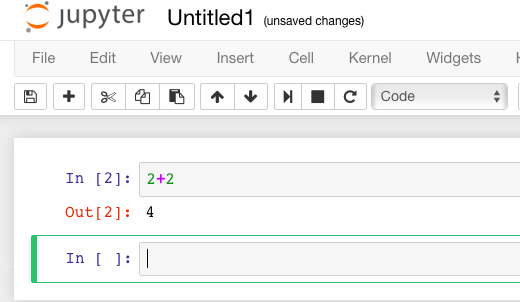 jupyter Untitled1 (unsaved changes)
File Edit View Insert Cell Kernel Widgets
Code
In [2]: 2+2
Out[2]: 4
In [ ]: